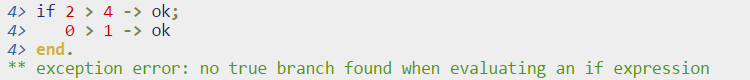 4> if 2 > 4 -> ok;
4>    0 > 1 -> ok
4> end.
** exception error: no true branch found when evaluating an if expression